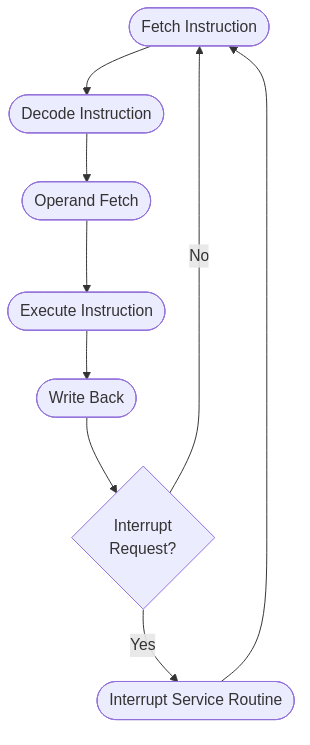 Fetch Instruction
Decode Instruction
Operand Fetch
No
Execute Instruction
Write Back
Interrupt
Request?
Yes
Interrupt Service Routine